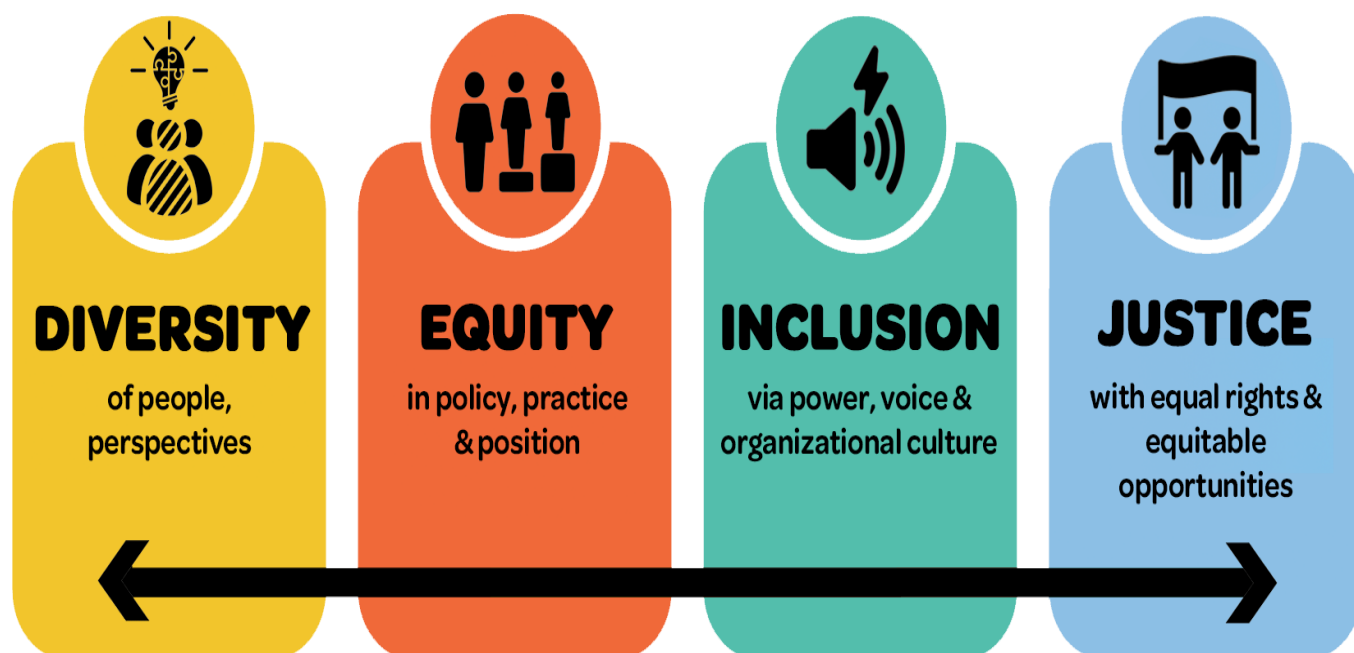 DIVERSITY
of people,
perspectives
EQUITY
in policy, practice
& position
INCLUSION
via power, voice &
organizational culture
JUSTICE
with equal rights &
equitable
opportunities